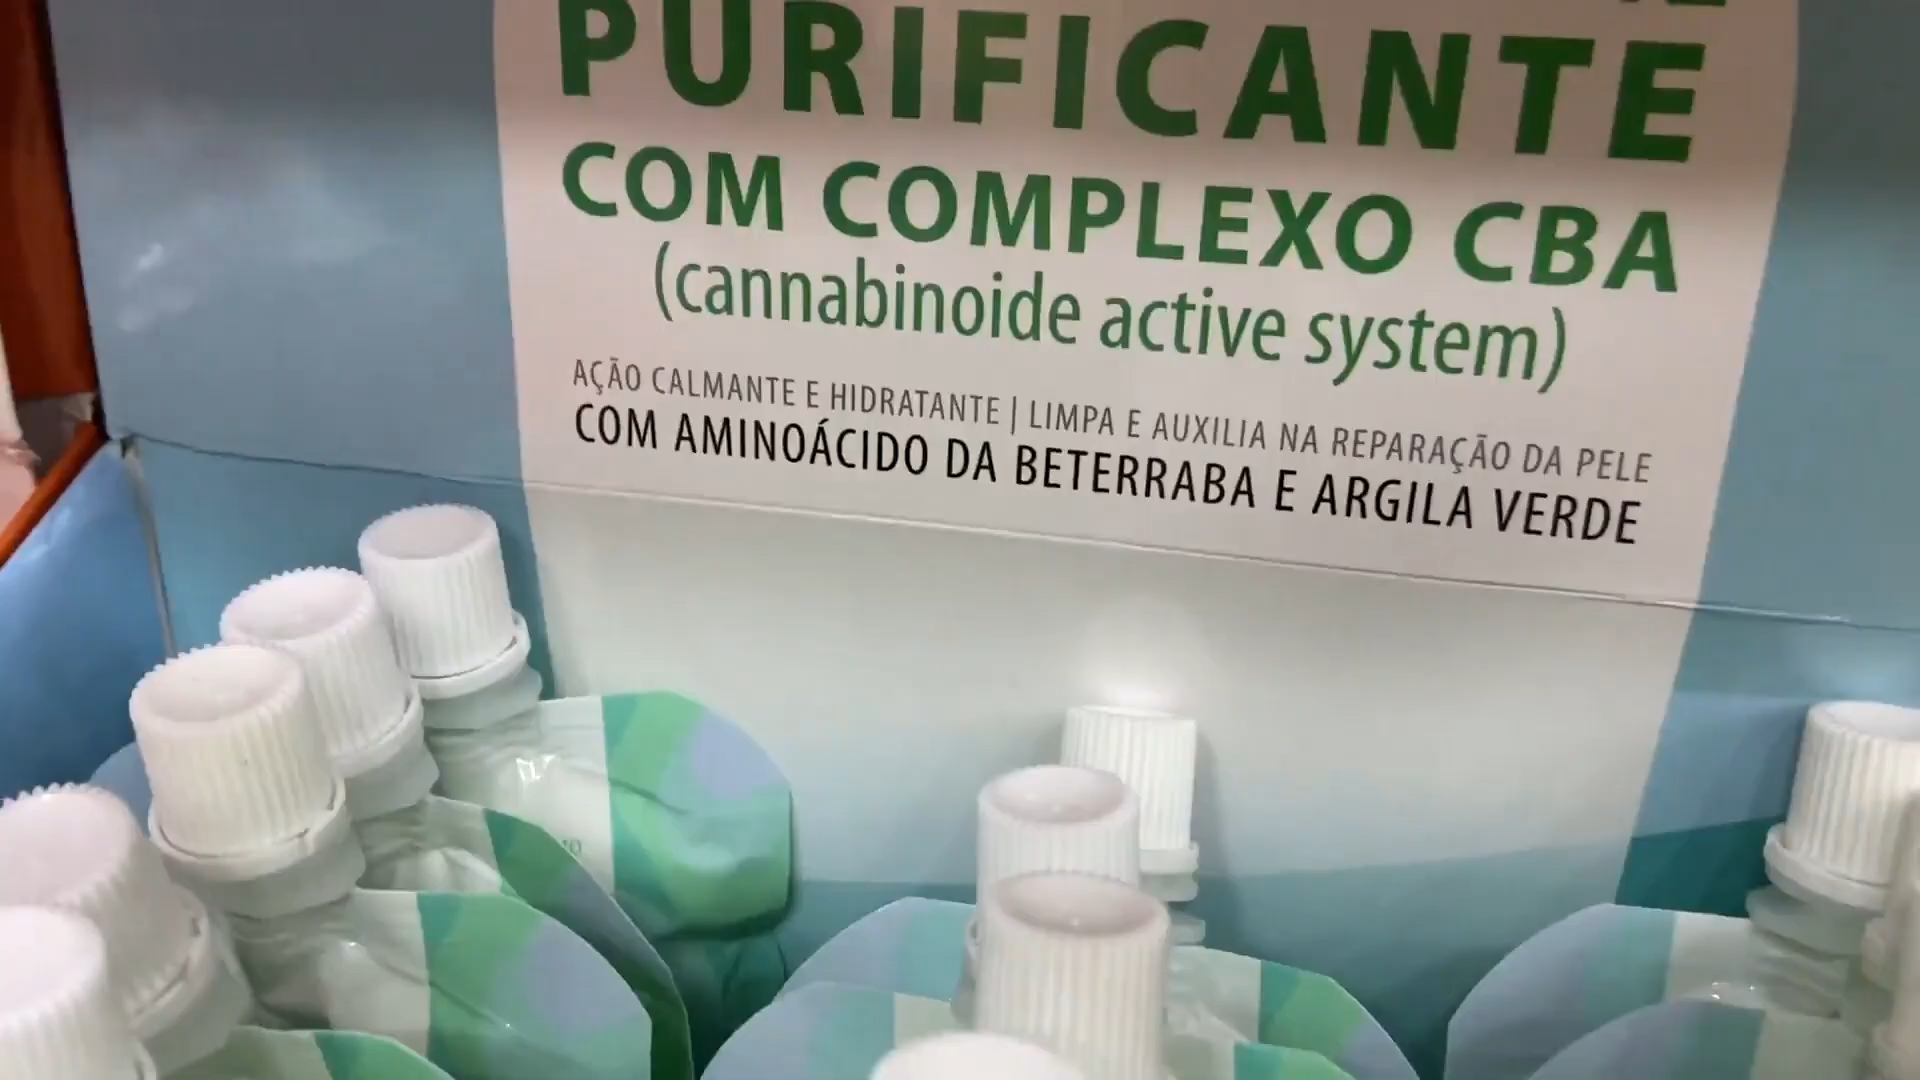 PURIFICANTE
COM COMPLEXO CBA
(cannabinoide active system)
AÇÃO CALMANTE E HIDRATANTE | LIMPA E AUXILIA NA REPARAÇÃO DA PELE
COM AMINOÁCIDO DA BETERRABA E ARGILA VERDE